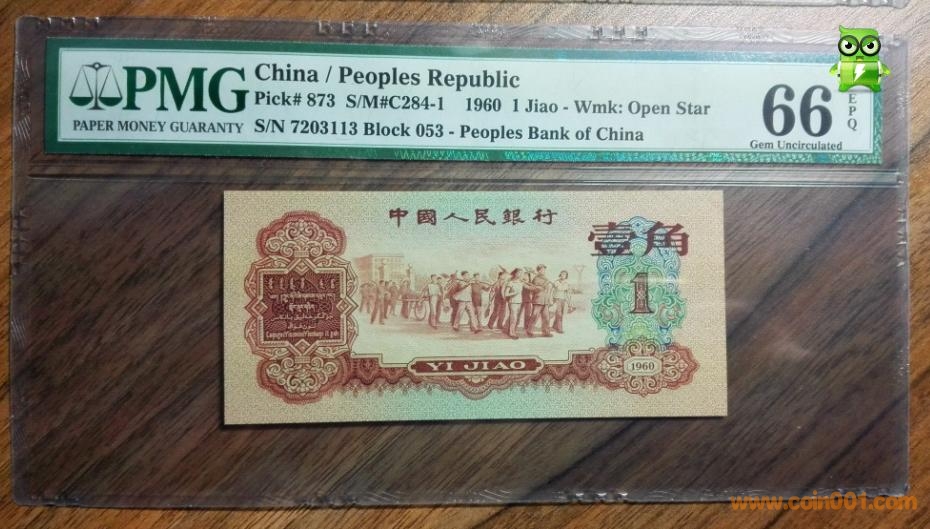 PMG
PAPER MONEY GUARANTY
China / Peoples Republic
Pick# 873 S/M#C284-1 1960 1 Jiao - Wmk: Open Star
S/N 7203113 Block 053 - Peoples Bank of China
66
EPQ
Gem Uncirculated
中國人民銀行
壹角
1
YI JIAO
1960
www.coin001.com